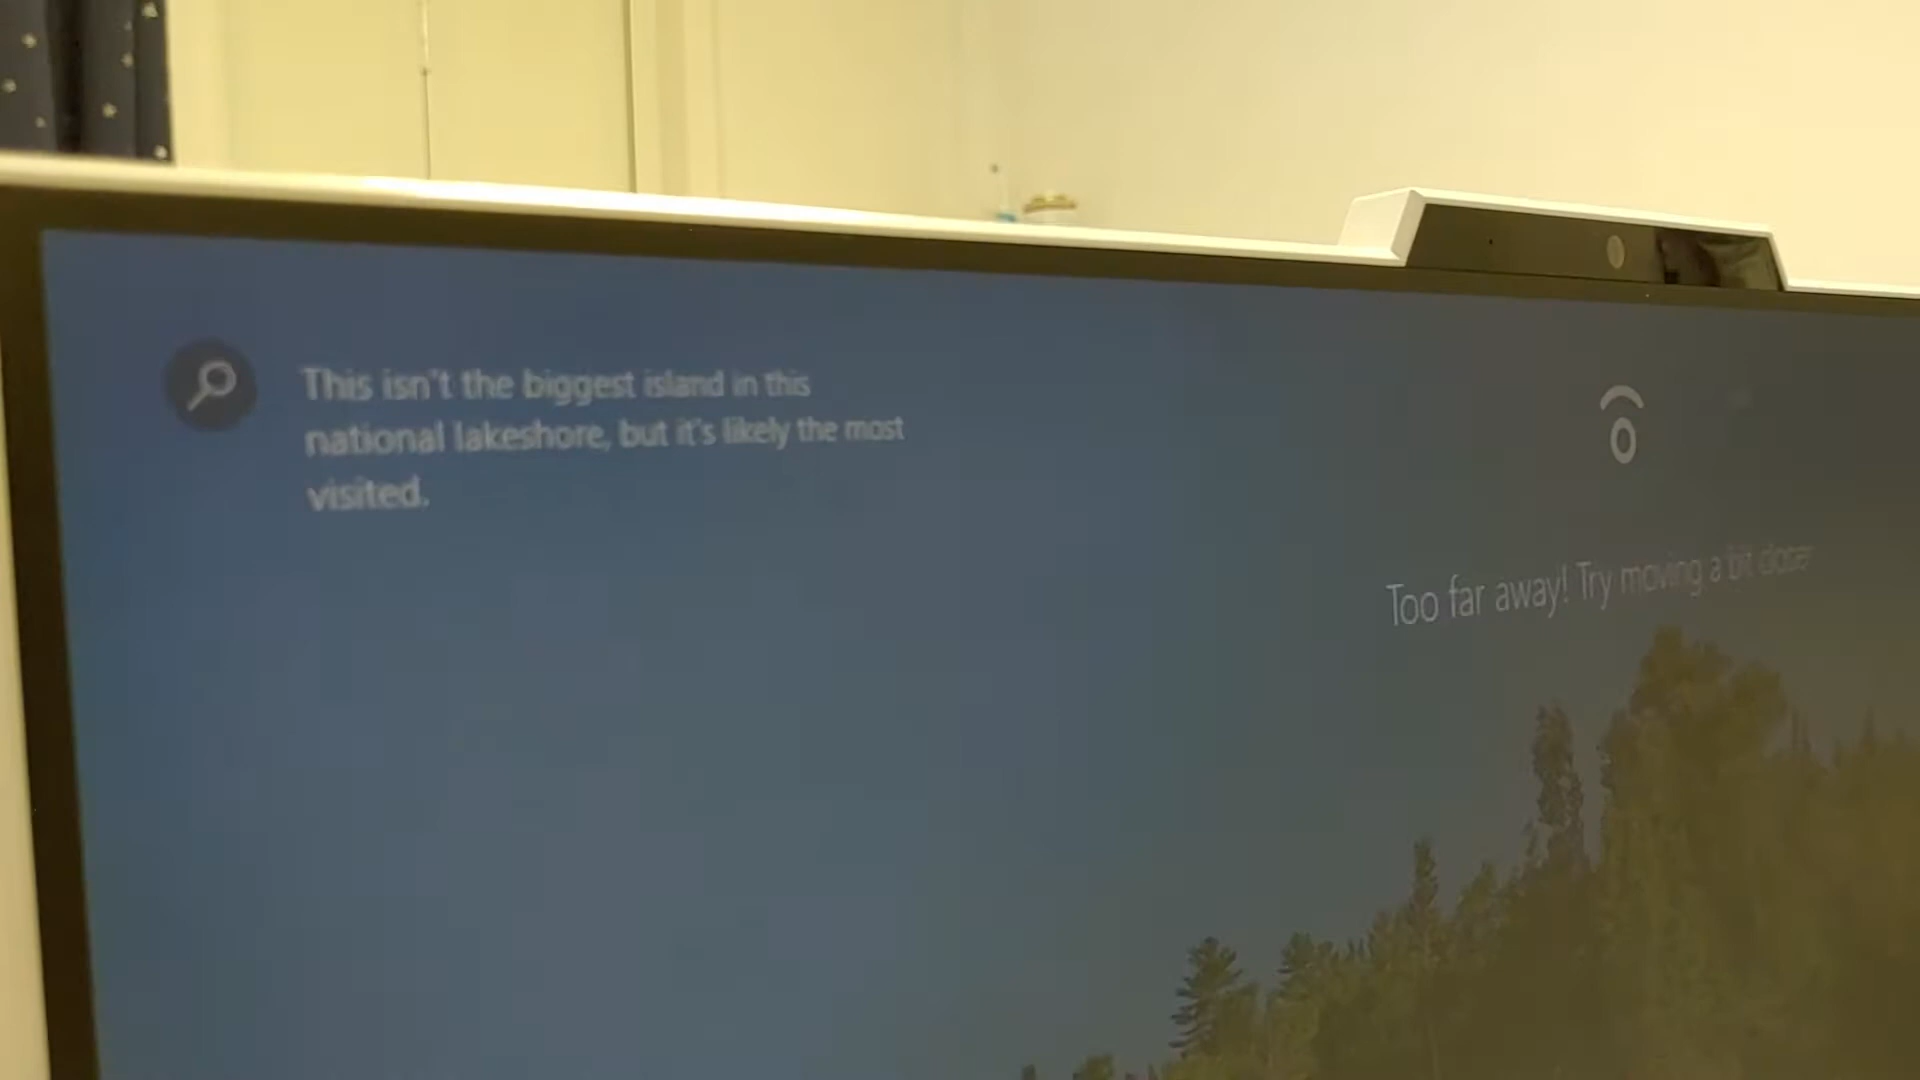 This isn't the biggest island in this
national lakeshore, but it's likely the most
visited.
Too far away! Try moving a bit closer